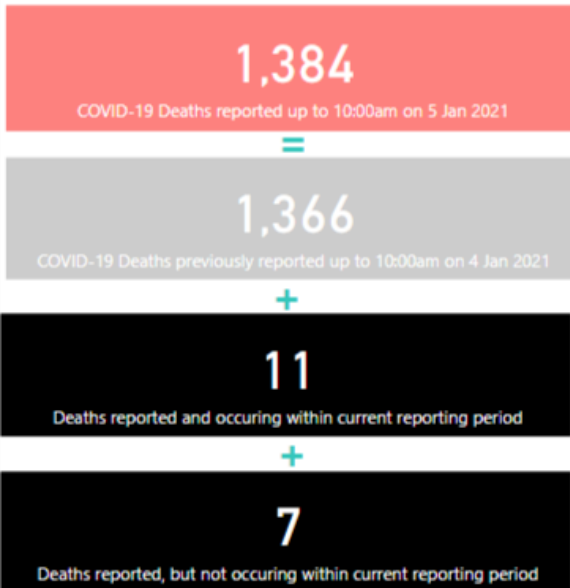 1,384
COVID-19 Deaths reported up to 10:00am on 5 Jan 2021
=
1,366
COVID-19 Deaths previously reported up to 10:00am on 4 Jan 2021
+
11
Deaths reported and occuring within current reporting period
+
7
Deaths reported, but not occuring within current reporting period